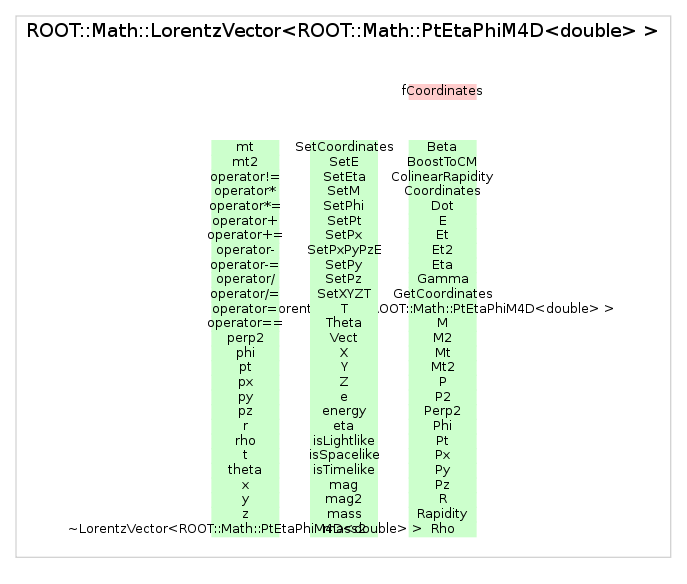 ROOT::Math::LorentzVector<ROOT::Math::PtEtaPhiM4D<double> >
fCoordinates
mt
mt2
operator!=
operator*
operator*=
operator+
operator+=
operator-
operator-=
operator/
operator/=
operator=
operator==
perp2
phi
pt
px
py
pz
r
rho
t
theta
x
y
z
~LorentzVector<ROOT::Math::PtEtaPhiM4D<double> >
SetCoordinates
SetE
SetEta
SetM
SetPhi
SetPt
SetPx
SetPxPyPzE
SetPy
SetPz
SetXYZT
T
Theta
Vect
X
Y
Z
e
energy
eta
isLightlike
isSpacelike
isTimelike
mag
mag2
mass
mass2
Beta
BoostToCM
ColinearRapidity
Coordinates
Dot
E
Et
Et2
Eta
Gamma
GetCoordinates
ROOT::Math::PtEtaPhiM4D<double> >
M
M2
Mt
Mt2
P
P2
Perp2
Phi
Pt
Px
Py
Pz
R
Rapidity
Rho